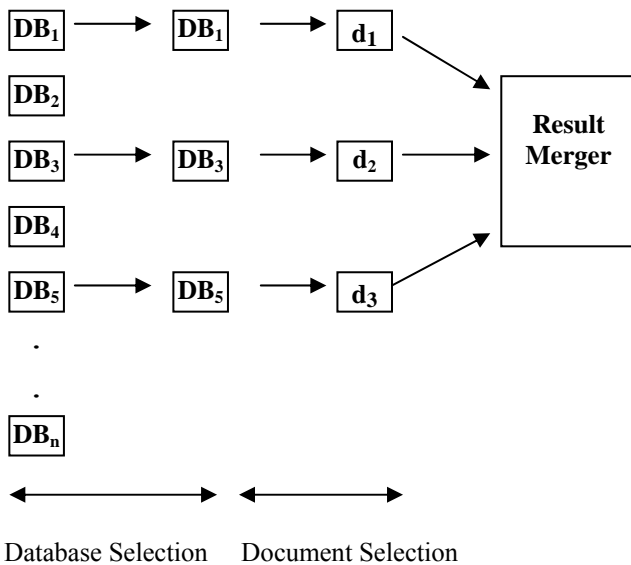 DB₁ DB₁ d₁
DB₂
Result
Merger
DB₃ DB₃ d₂
DB₄
DB₅ DB₅ d₃
.
.
DBₙ
Database Selection Document Selection